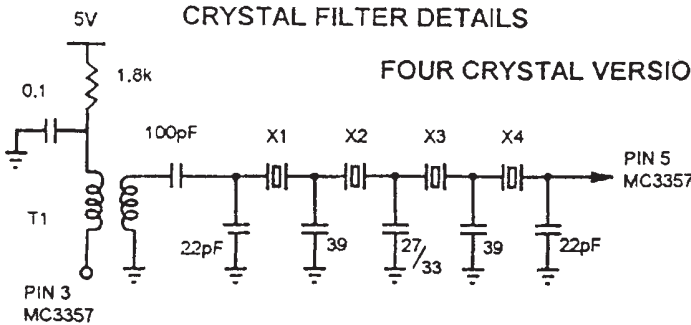 CRYSTAL FILTER DETAILS
5V
FOUR CRYSTAL VERSIO
1.8k
0.1
100pF
X1
X2
X3
X4
PIN 5
MC3357
T1
22pF
39
27/33
39
22pF
PIN 3
MC3357